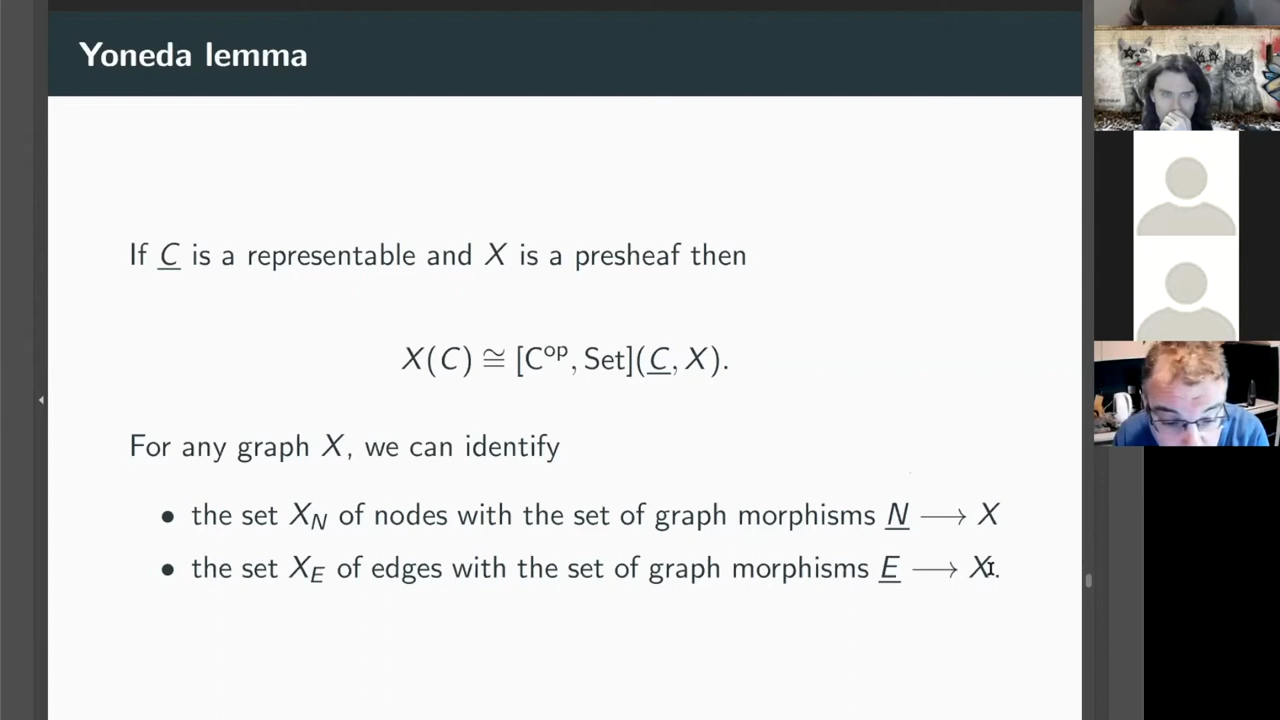 Yoneda lemma
If C̲ is a representable and X is a presheaf then
X(C) ≅ [Cᵒᵖ, Set](C̲, X).
For any graph X, we can identify
• the set X_N of nodes with the set of graph morphisms N̲ ⟶ X
• the set X_E of edges with the set of graph morphisms E̲ ⟶ X.